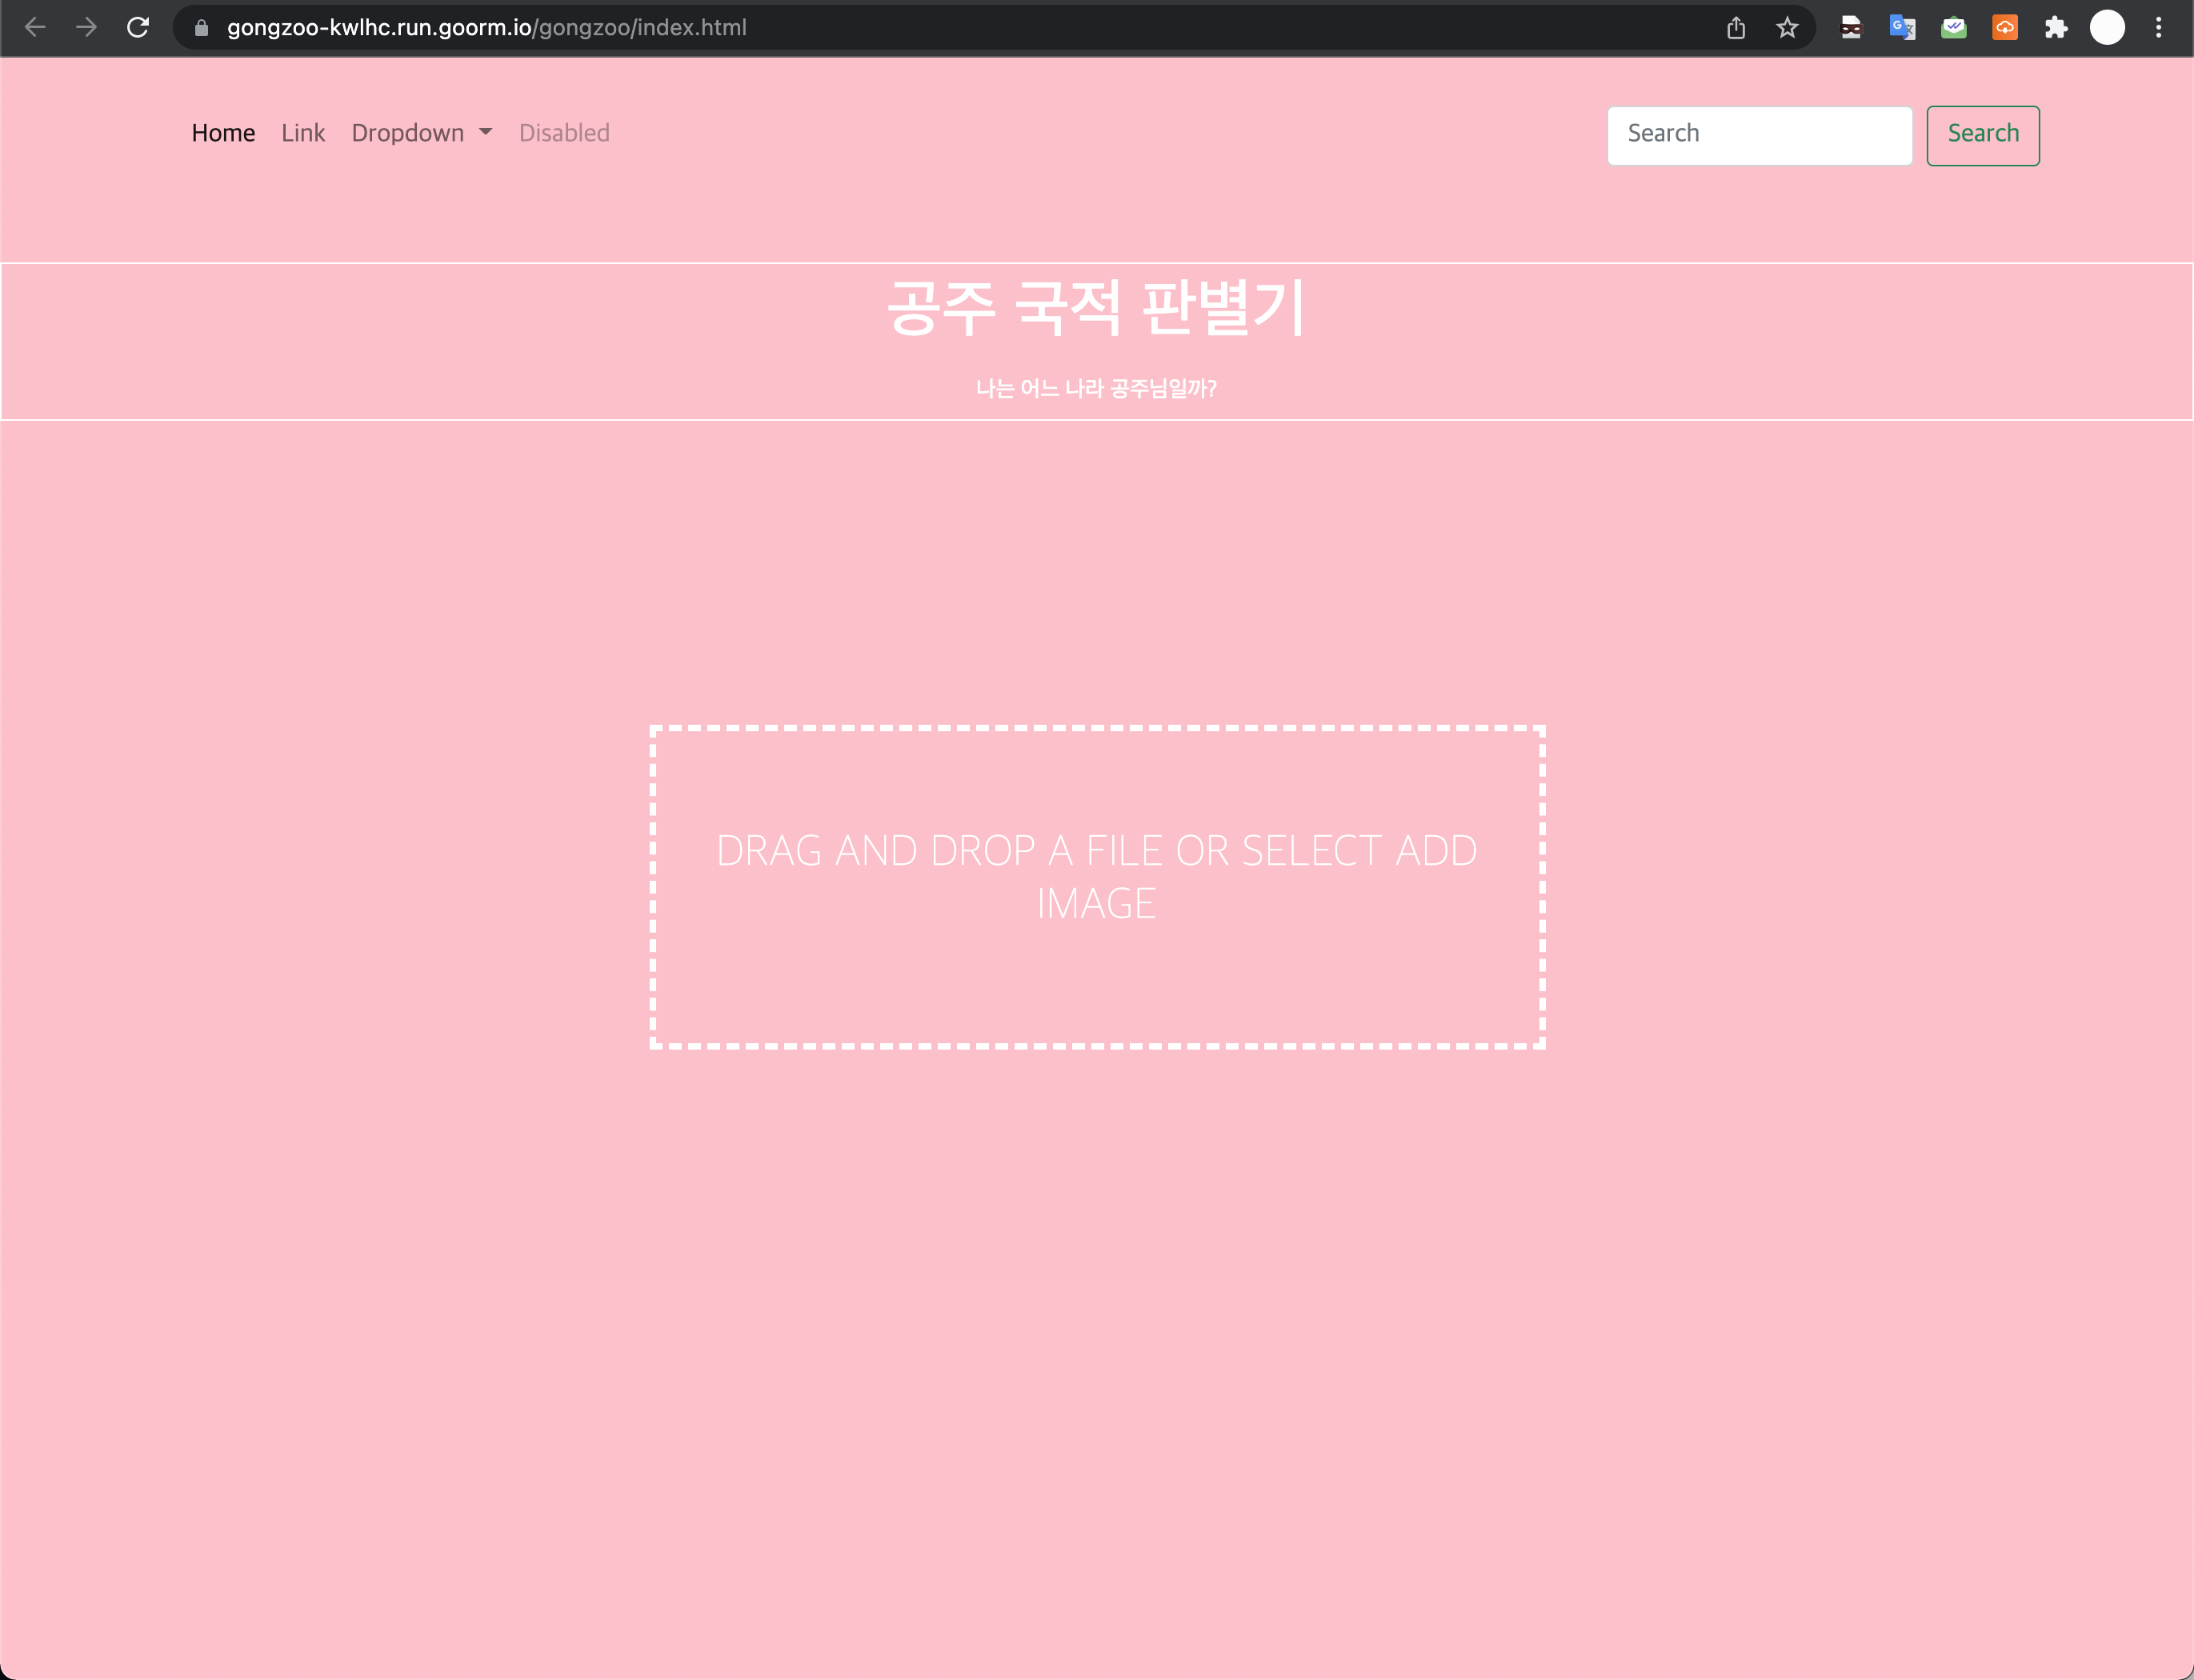 gongzoo-kwlhc.run.goorm.io/gongzoo/index.html
Home Link Dropdown Disabled Search Search
공주 국적 판별기
나는 어느 나라 공주님일까?
DRAG AND DROP A FILE OR SELECT ADD
IMAGE